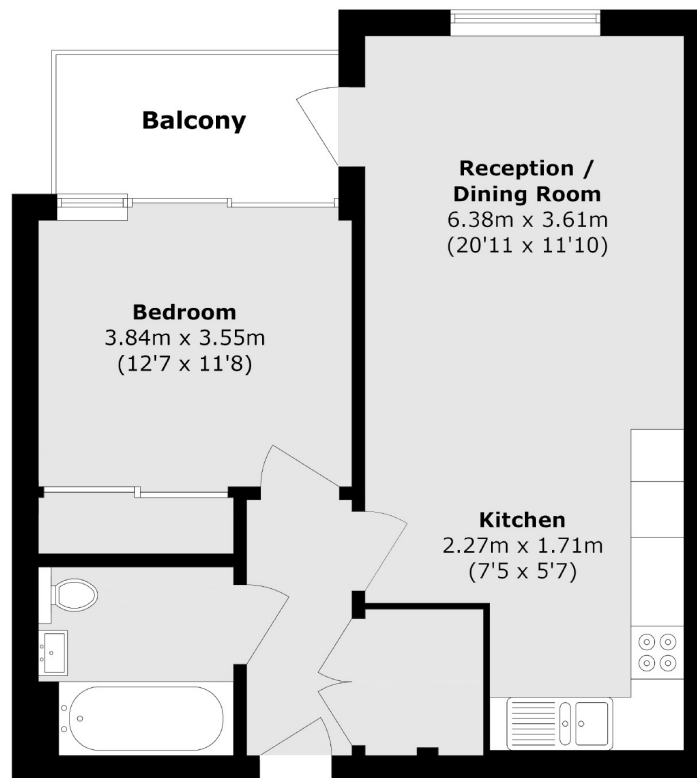 Balcony
Reception /
Dining Room
6.38m x 3.61m
(20'11 x 11'10)
Bedroom
3.84m x 3.55m
(12'7 x 11'8)
Kitchen
2.27m x 1.71m
(7'5 x 5'7)